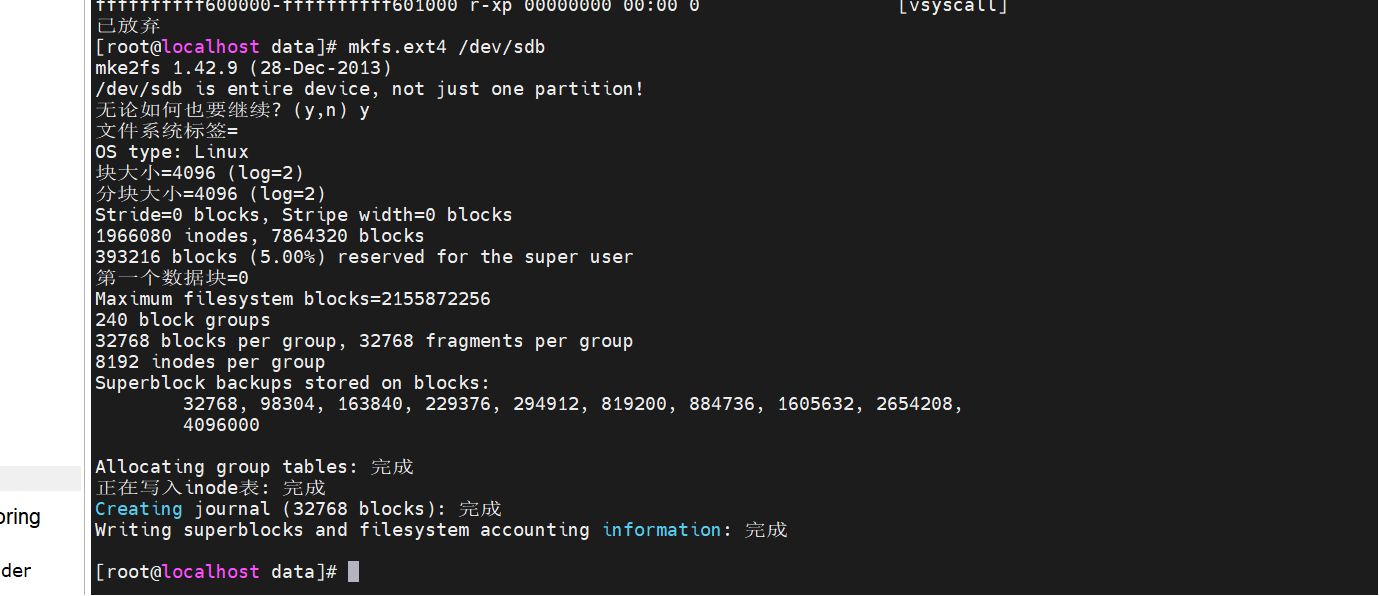 ffffffffff600000-ffffffffff601000 r-xp 00000000 00:00 0                  [vsyscall]
已放弃
[root@localhost data]# mkfs.ext4 /dev/sdb
mke2fs 1.42.9 (28-Dec-2013)
/dev/sdb is entire device, not just one partition!
无论如何也要继续? (y,n) y
文件系统标签=
OS type: Linux
块大小=4096 (log=2)
分块大小=4096 (log=2)
Stride=0 blocks, Stripe width=0 blocks
1966080 inodes, 7864320 blocks
393216 blocks (5.00%) reserved for the super user
第一个数据块=0
Maximum filesystem blocks=2155872256
240 block groups
32768 blocks per group, 32768 fragments per group
8192 inodes per group
Superblock backups stored on blocks:
        32768, 98304, 163840, 229376, 294912, 819200, 884736, 1605632, 2654208,
        4096000
Allocating group tables: 完成
正在写入inode表: 完成
Creating journal (32768 blocks): 完成
Writing superblocks and filesystem accounting information: 完成
[root@localhost data]#
oring
der